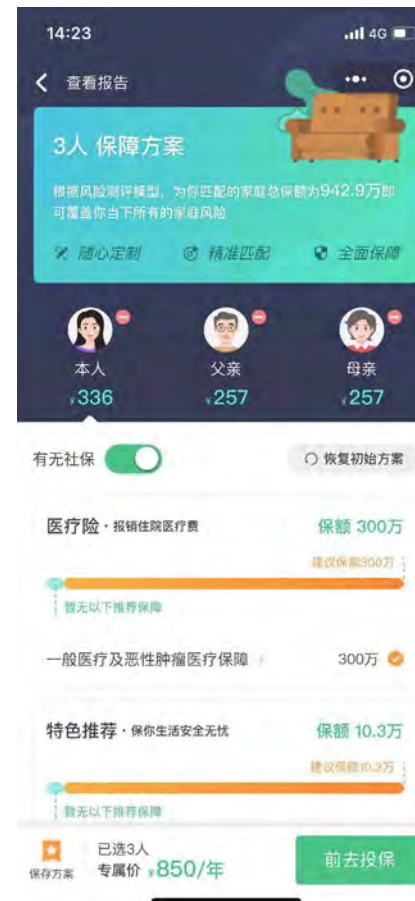 14:23
4G
查看报告
3人 保障方案
根据风险测评模型，为你匹配的家庭总保额为942.9万即
可覆盖你当下所有的家庭风险
随心定制 精准匹配 全面保障
本人 父亲 母亲
¥336 ¥257 ¥257
有无社保 恢复初始方案
医疗险·报销住院医疗费 保额 300万
建议保额300万
暂无以下推荐保障
一般医疗及恶性肿瘤医疗保障 300万
特色推荐·保你生活安全无忧 保额 10.3万
建议保额10.3万
暂无以下推荐保障
已选3人
保存方案 专属价 ¥850/年 前去投保